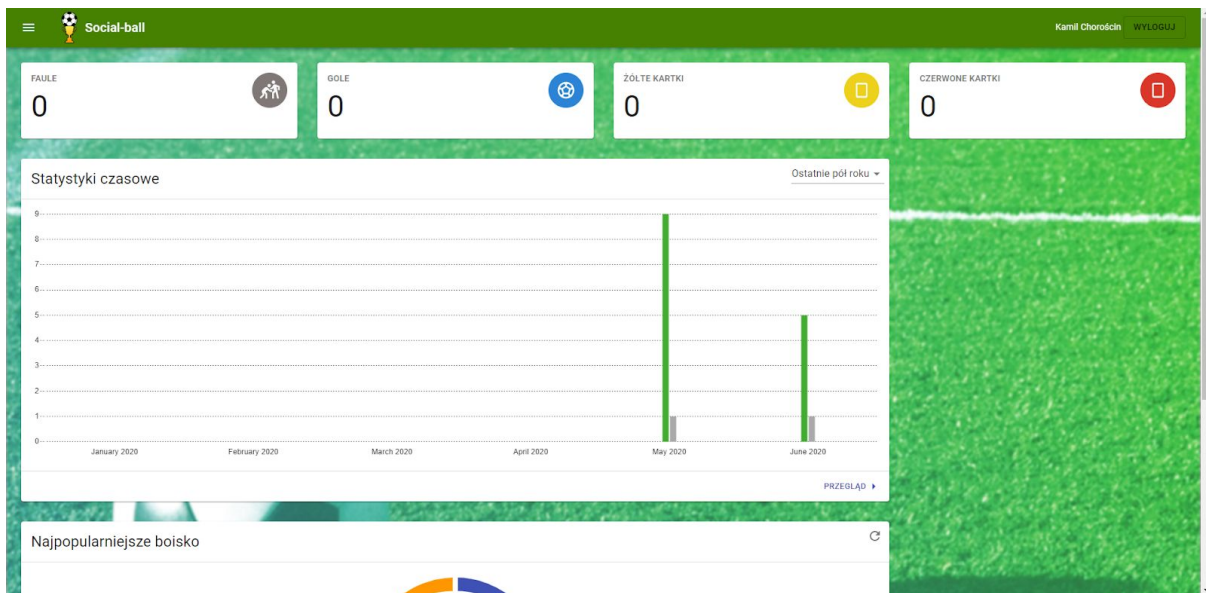 Social-ball
Kamil Chorościn WYLOGUJ
FAULE
0
GOLE
0
ŻÓŁTE KARTKI
0
CZERWONE KARTKI
0
Statystyki czasowe
Ostatnie pół roku
9
8
7
6
5
4
3
2
1
0
January 2020 February 2020 March 2020 April 2020 May 2020 June 2020
PRZEGLĄD
Najpopularniejsze boisko